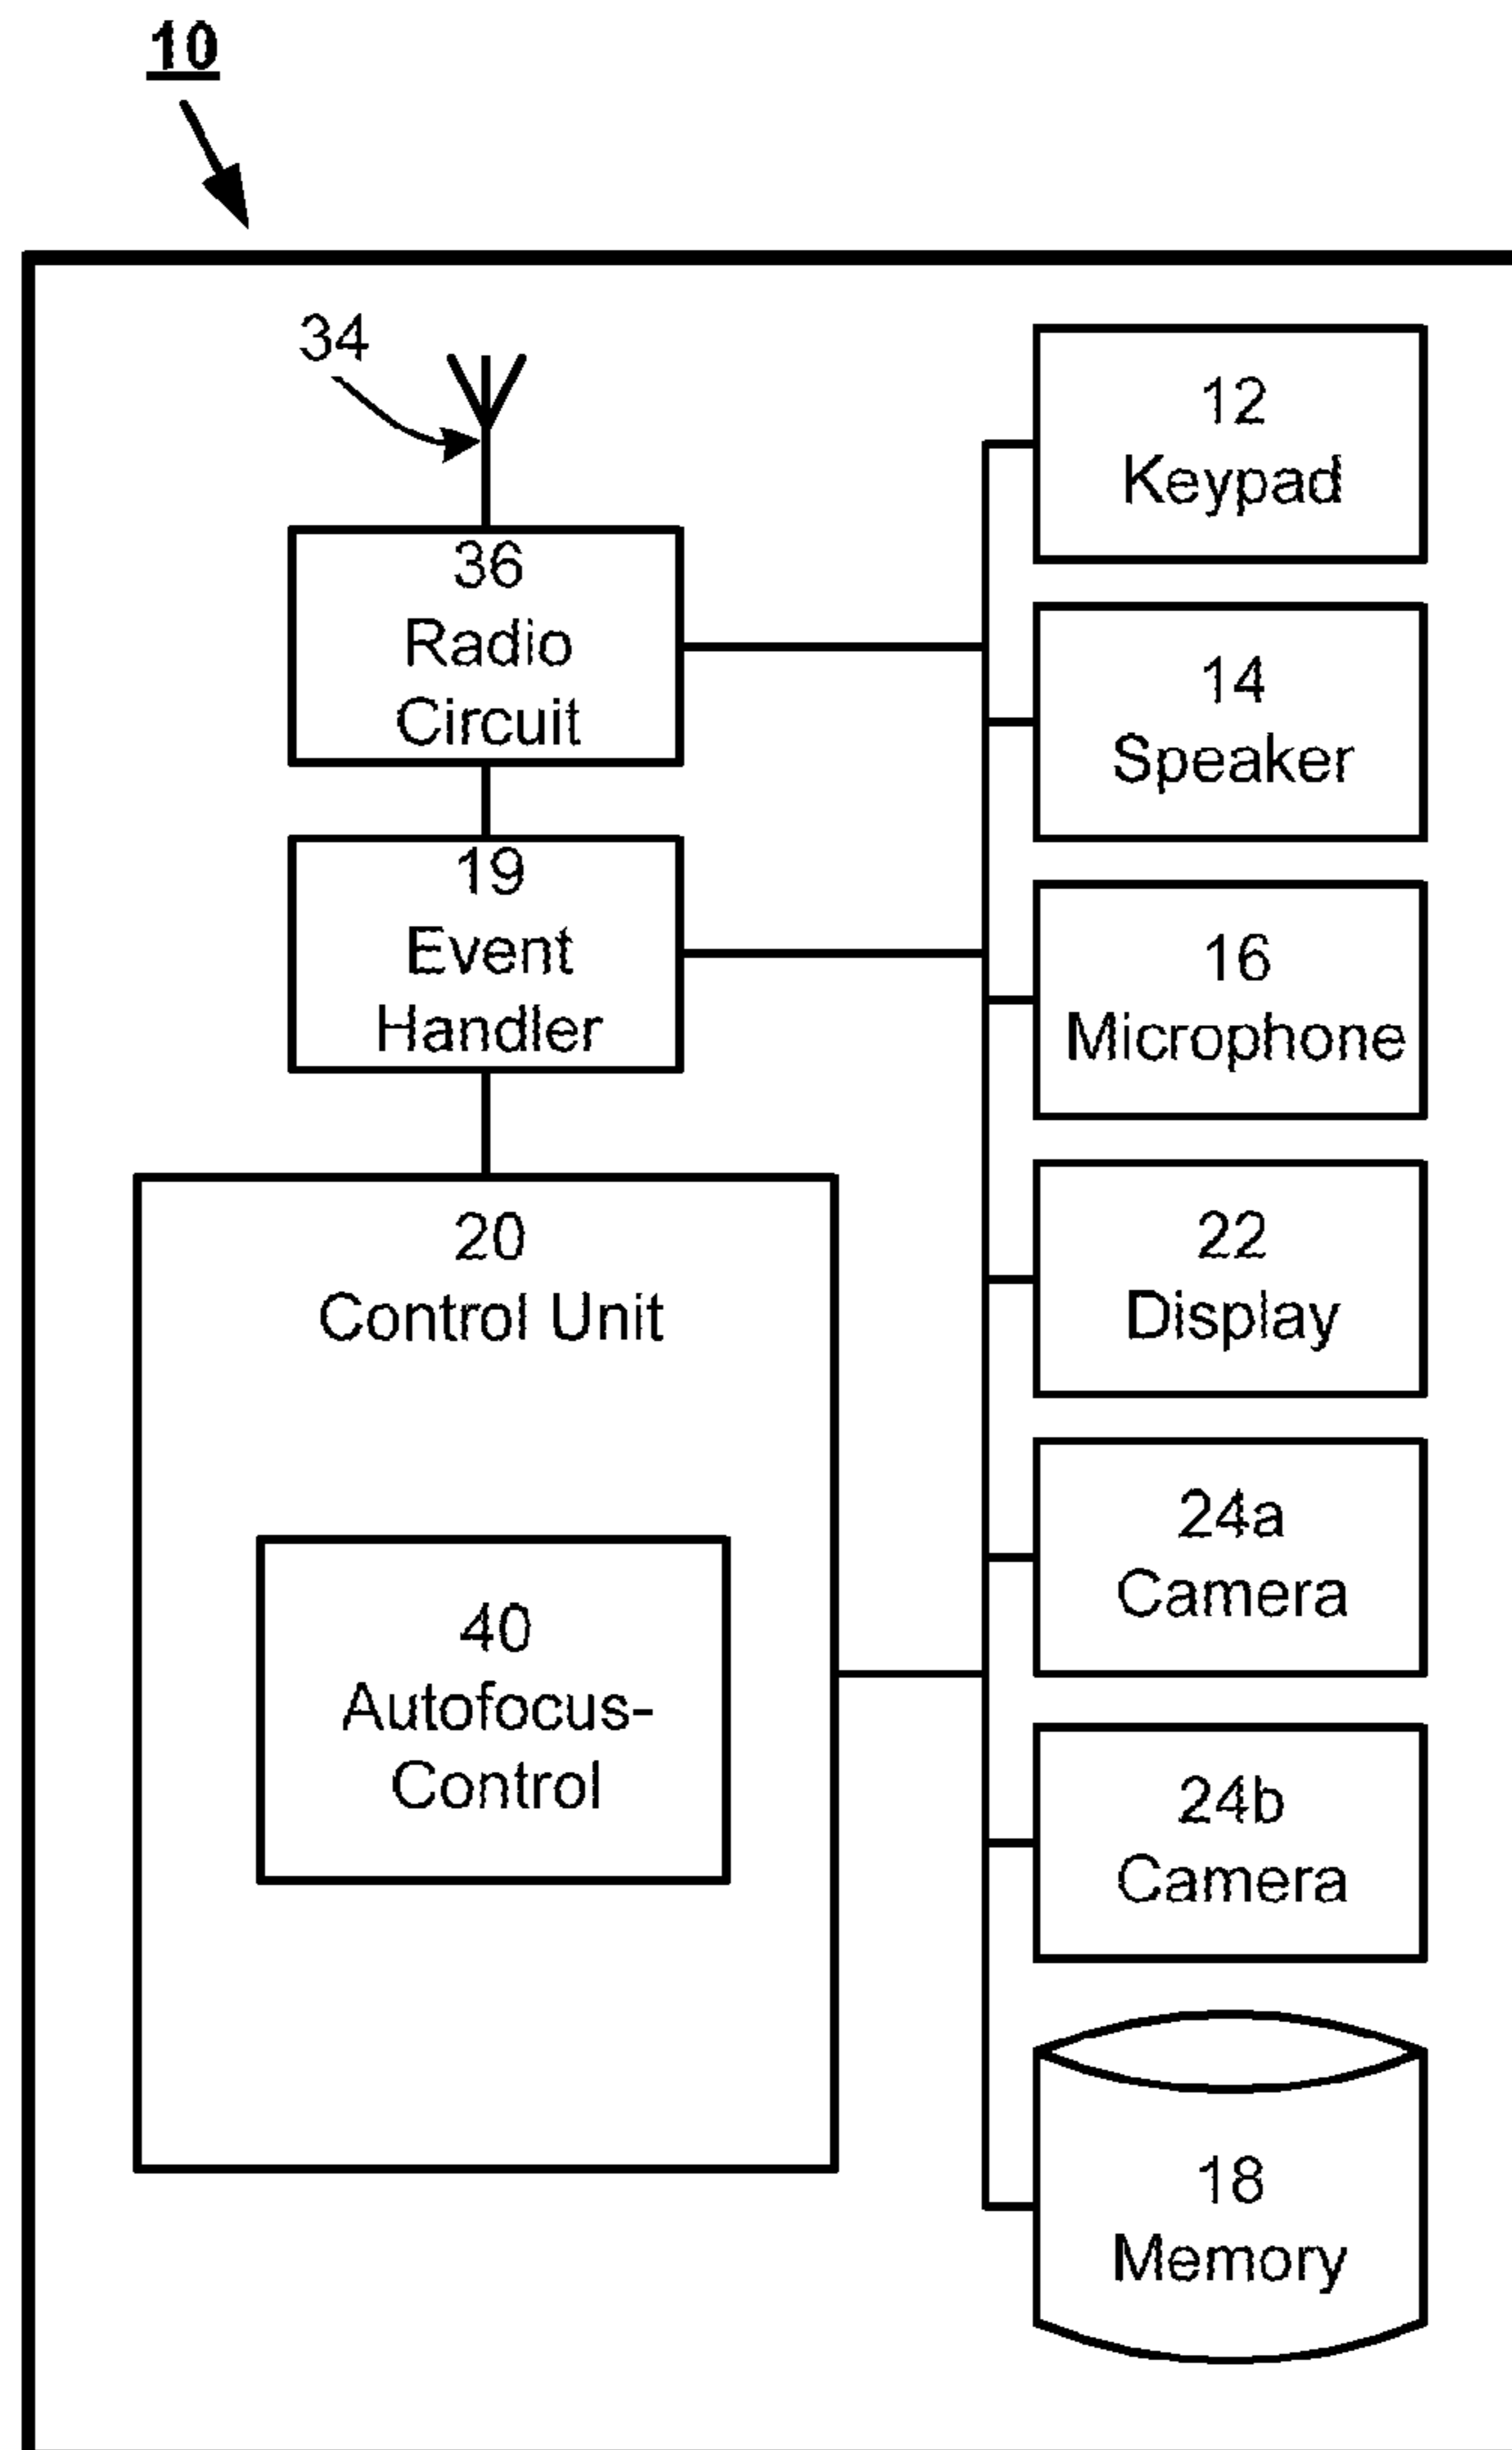 10
34
36
Radio
Circuit
19
Event
Handler
20
Control Unit
40
Autofocus-
Control
12
Keypad
14
Speaker
16
Microphone
22
Display
24a
Camera
24b
Camera
18
Memory